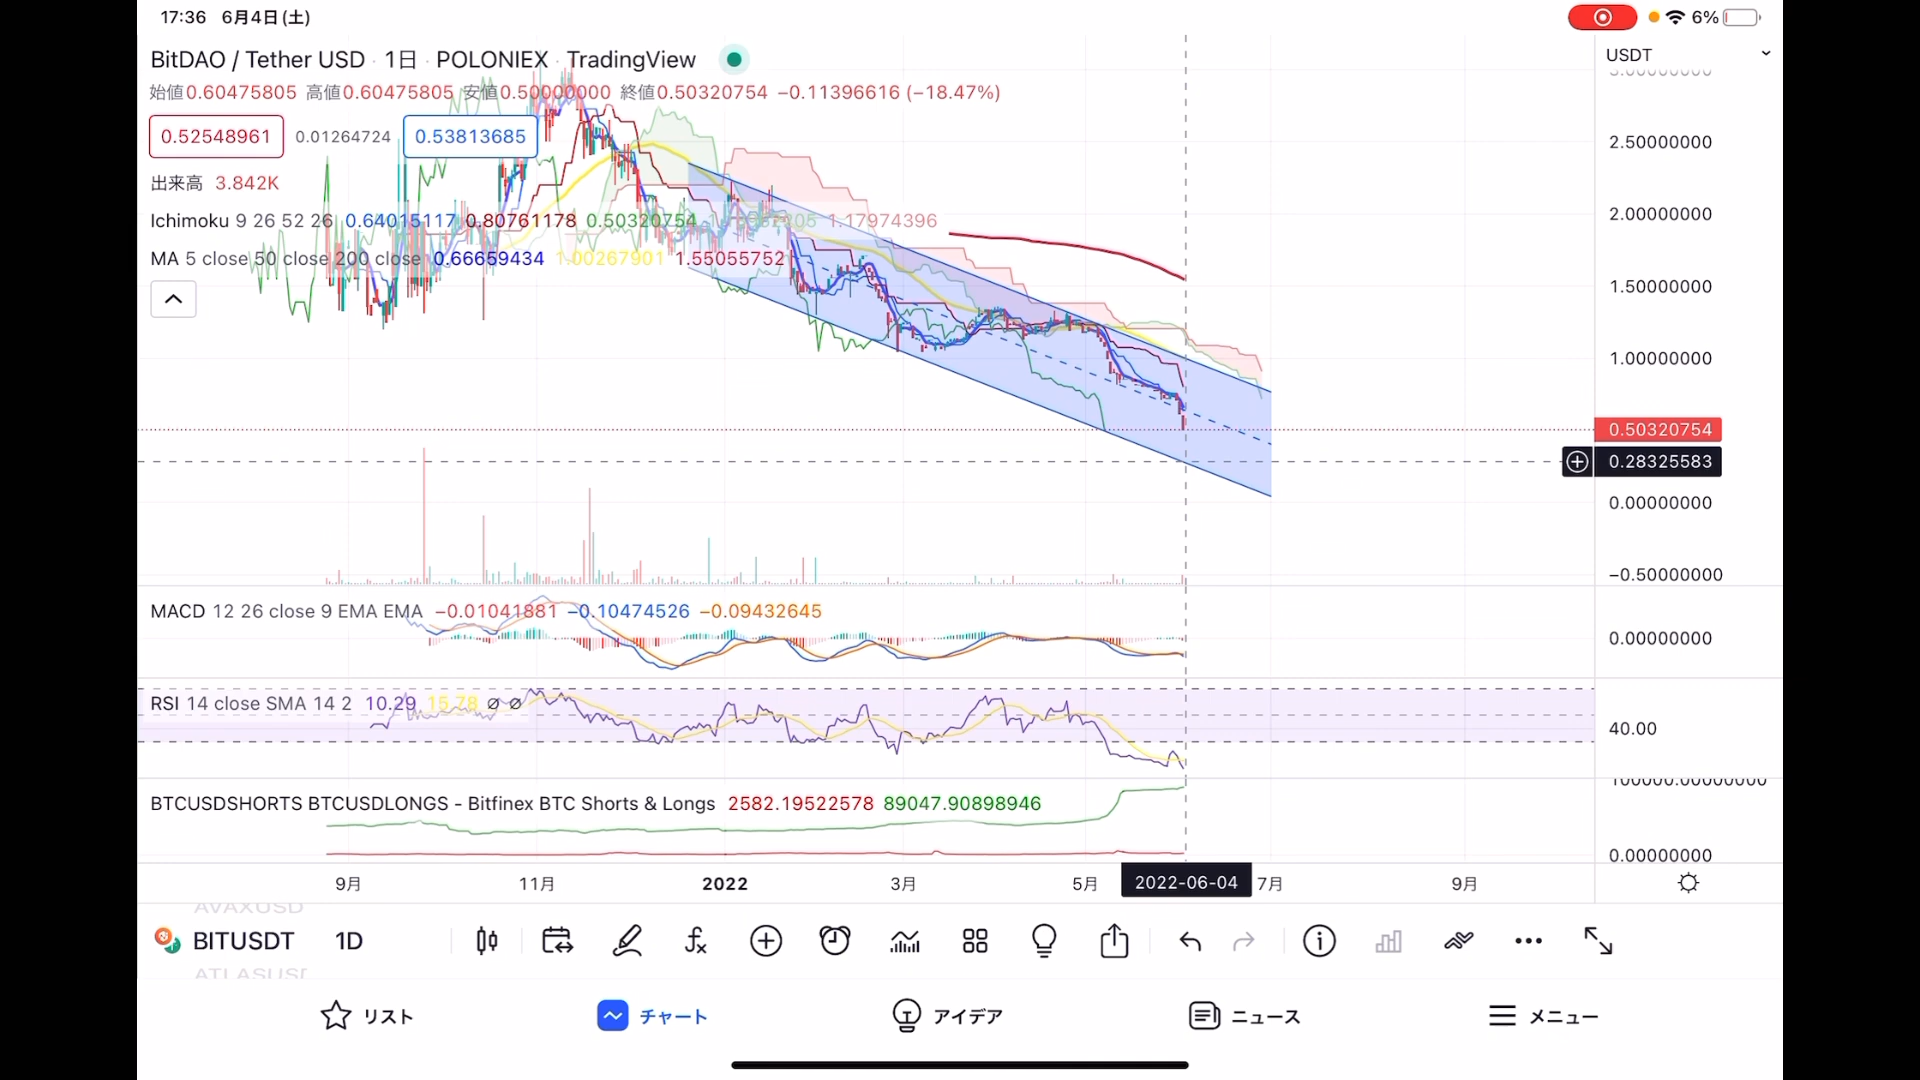 17:36 6月4日(土)
6%
BitDAO / Tether USD · 1日 · POLONIEX TradingView
USDT
始値0.60475805 高値0.60475805 安値0.50000000 終値0.50320754 −0.11396616 (−18.47%)
0.52548961 0.01264724 0.53813685
2.50000000
出来高 3.842K
2.00000000
Ichimoku 9 26 52 26 0.64015117 0.80761178 0.50320754 1.17974396
MA 5 close 50 close 200 close 0.66659434 1.00267901 1.55055752
1.50000000
1.00000000
0.50320754
0.28325583
0.00000000
−0.50000000
MACD 12 26 close 9 EMA EMA −0.01041881 −0.10474526 −0.09432645
0.00000000
RSI 14 close SMA 14 2 10.29 15.78 ∅ ∅
40.00
BTCUSDSHORTS BTCUSDLONGS - Bitfinex BTC Shorts & Longs 2582.19522578 89047.90898946
0.00000000
9月 11月 2022 3月 5月 2022-06-04 7月 9月
AVAXUSD
BITUSDT 1D
リスト チャート アイデア ニュース メニュー